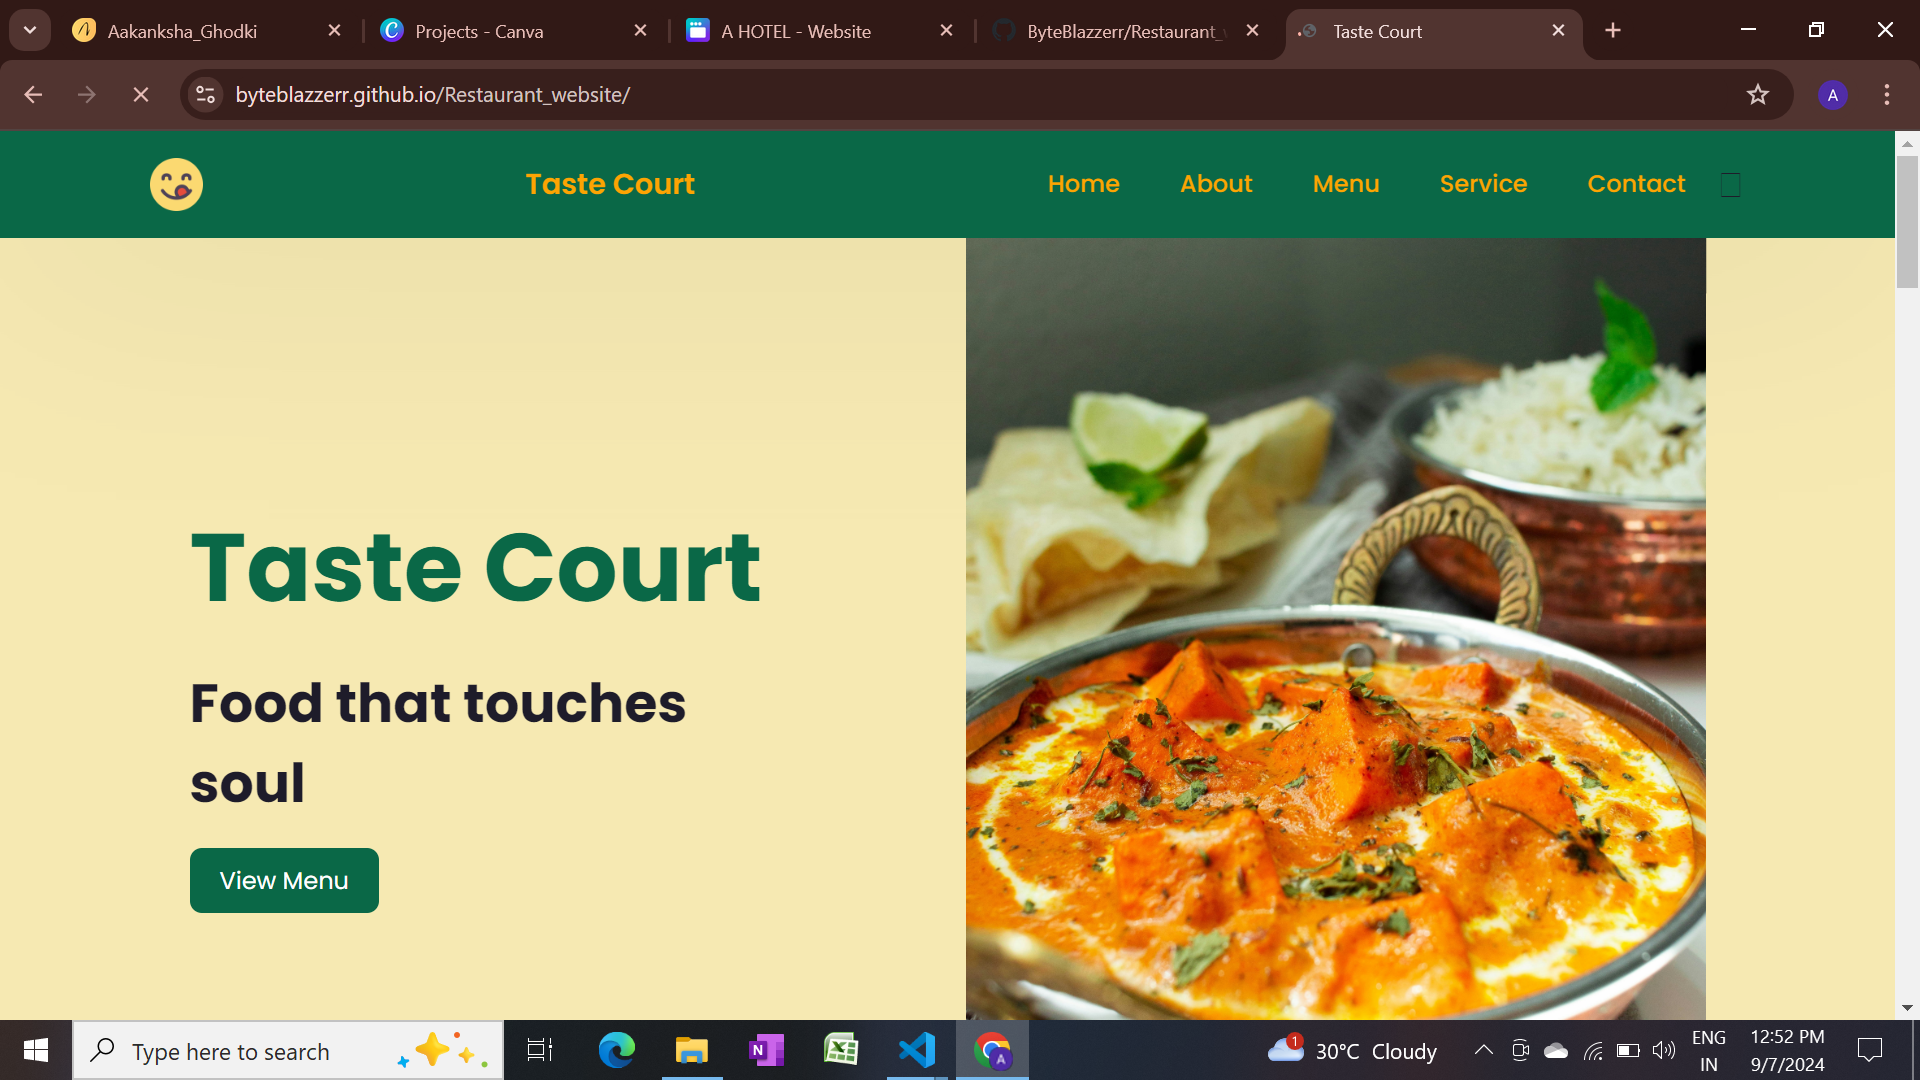 Aakanksha_Ghodki
Projects - Canva
A HOTEL - Website
ByteBlazzerr/Restaurant_
Taste Court
byteblazzerr.github.io/Restaurant_website/
A
Taste Court
Home
About
Menu
Service
Contact
Taste Court
Food that touches
soul
View Menu
Type here to search
N
A
1
30°C Cloudy
ENG
IN
12:52 PM
9/7/2024